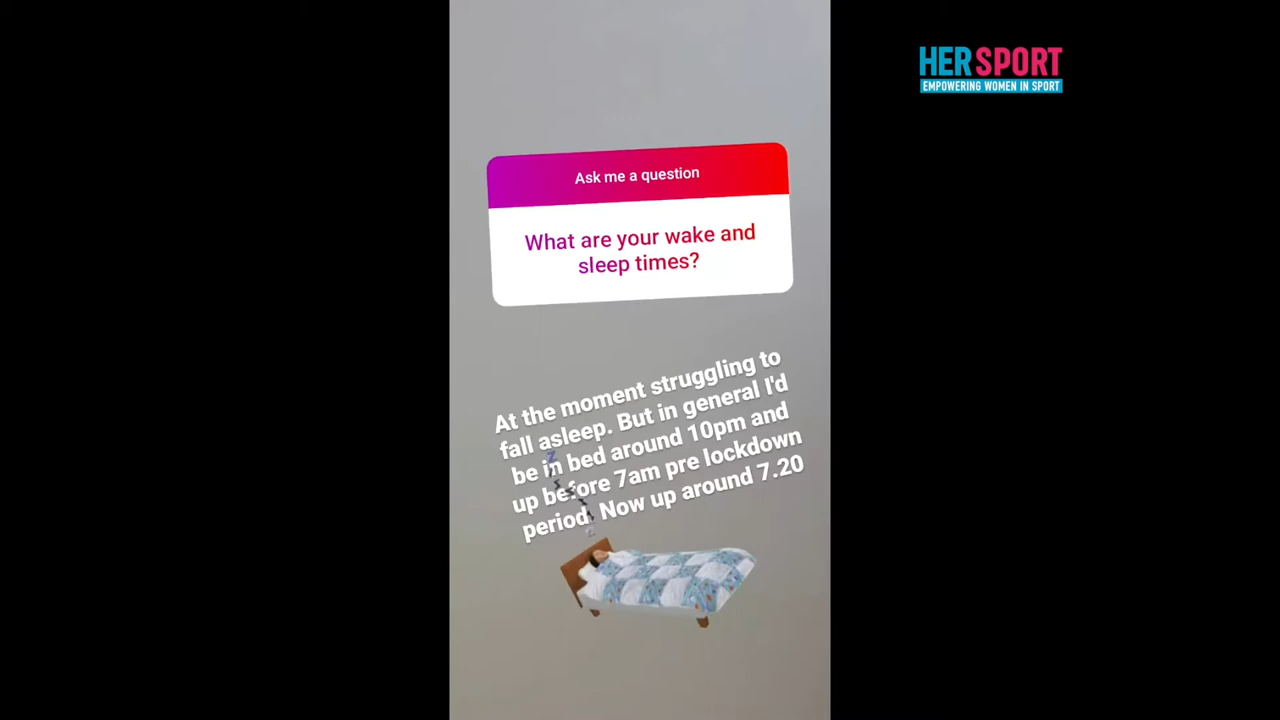 HER SPORT
EMPOWERING WOMEN IN SPORT
Ask me a question
What are your wake and
sleep times?
At the moment struggling to
fall asleep. But in general I'd
be in bed around 10pm and
up before 7am pre lockdown
period. Now up around 7.20